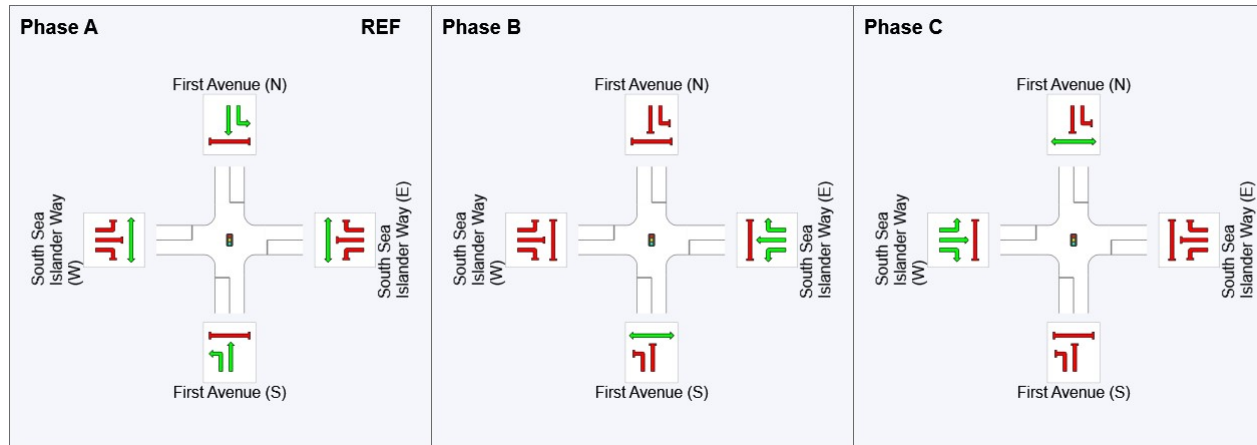 Phase A
REF
First Avenue (N)
South Sea
Islander Way
(W)
South Sea
Islander Way (E)
First Avenue (S)
Phase B
First Avenue (N)
South Sea
Islander Way
(W)
South Sea
Islander Way (E)
First Avenue (S)
Phase C
First Avenue (N)
South Sea
Islander Way
(W)
South Sea
Islander Way (E)
First Avenue (S)